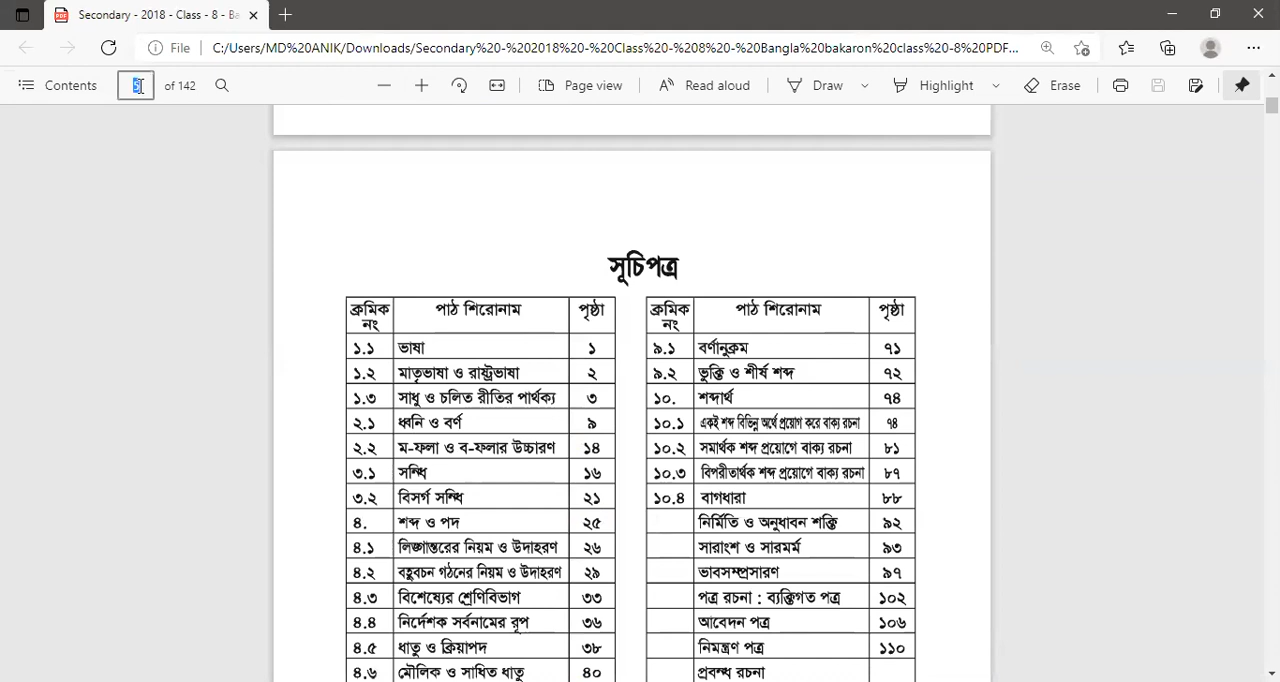 Secondary - 2018 - Class - 8 - Ba
File
C:/Users/MD%20ANIK/Downloads/Secondary%20-%202018%20-%20Class%20-%208%20-%20Bangla%20bakaron%20class%20-8%20PDF...
Contents
5 of 142
Page view
Read aloud
Draw
Highlight
Erase
সূচিপত্র
ক্রমিক নং পাঠ শিরোনাম পৃষ্ঠা
১.১ ভাষা ১
১.২ মাতৃভাষা ও রাষ্ট্রভাষা ২
১.৩ সাধু ও চলিত রীতির পার্থক্য ৩
২.১ ধ্বনি ও বর্ণ ৯
২.২ ম-ফলা ও ব-ফলার উচ্চারণ ১৪
৩.১ সন্ধি ১৬
৩.২ বিসর্গ সন্ধি ২১
৪. শব্দ ও পদ ২৫
৪.১ লিঙ্গান্তরের নিয়ম ও উদাহরণ ২৬
৪.২ বহুবচন গঠনের নিয়ম ও উদাহরণ ২৯
৪.৩ বিশেষ্যের শ্রেণিবিভাগ ৩৩
৪.৪ নির্দেশক সর্বনামের রূপ ৩৬
৪.৫ ধাতু ও ক্রিয়াপদ ৩৮
৪.৬ মৌলিক ও সাধিত ধাতু ৪০
ক্রমিক নং পাঠ শিরোনাম পৃষ্ঠা
৯.১ বর্ণানুক্রম ৭১
৯.২ ভুক্তি ও শীর্ষ শব্দ ৭২
১০. শব্দার্থ ৭৪
১০.১ একই শব্দ বিভিন্ন অর্থে প্রয়োগ করে বাক্য রচনা ৭৪
১০.২ সমার্থক শব্দ প্রয়োগে বাক্য রচনা ৮১
১০.৩ বিপরীতার্থক শব্দ প্রয়োগে বাক্য রচনা ৮৭
১০.৪ বাগধারা ৮৮
নির্মিতি ও অনুধাবন শক্তি ৯২
সারাংশ ও সারমর্ম ৯৩
ভাবসম্প্রসারণ ৯৭
পত্র রচনা : ব্যক্তিগত পত্র ১০২
আবেদন পত্র ১০৬
নিমন্ত্রণ পত্র ১১০
প্রবন্ধ রচনা